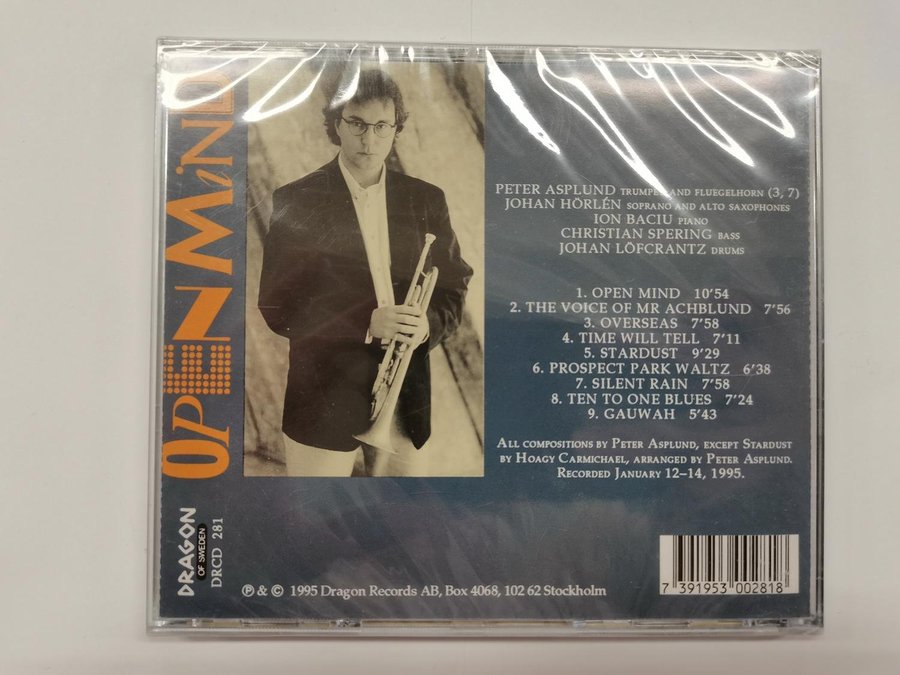 OPEN MiND
PETER ASPLUND TRUMPET AND FLUEGELHORN (3, 7)
JOHAN HÖRLÉN SOPRANO AND ALTO SAXOPHONES
ION BACIU PIANO
CHRISTIAN SPERING BASS
JOHAN LÖFCRANTZ DRUMS
1. OPEN MIND 10'54
2. THE VOICE OF MR ACHBLUND 7'56
3. OVERSEAS 7'58
4. TIME WILL TELL 7'11
5. STARDUST 9'29
6. PROSPECT PARK WALTZ 6'38
7. SILENT RAIN 7'58
8. TEN TO ONE BLUES 7'24
9. GAUWAH 5'43
ALL COMPOSITIONS BY PETER ASPLUND, EXCEPT STARDUST
BY HOAGY CARMICHAEL, ARRANGED BY PETER ASPLUND.
RECORDED JANUARY 12–14, 1995.
DRAGON
OF SWEDEN
DRCD 281
℗ & © 1995 Dragon Records AB, Box 4068, 102 62 Stockholm
7 391953 002818